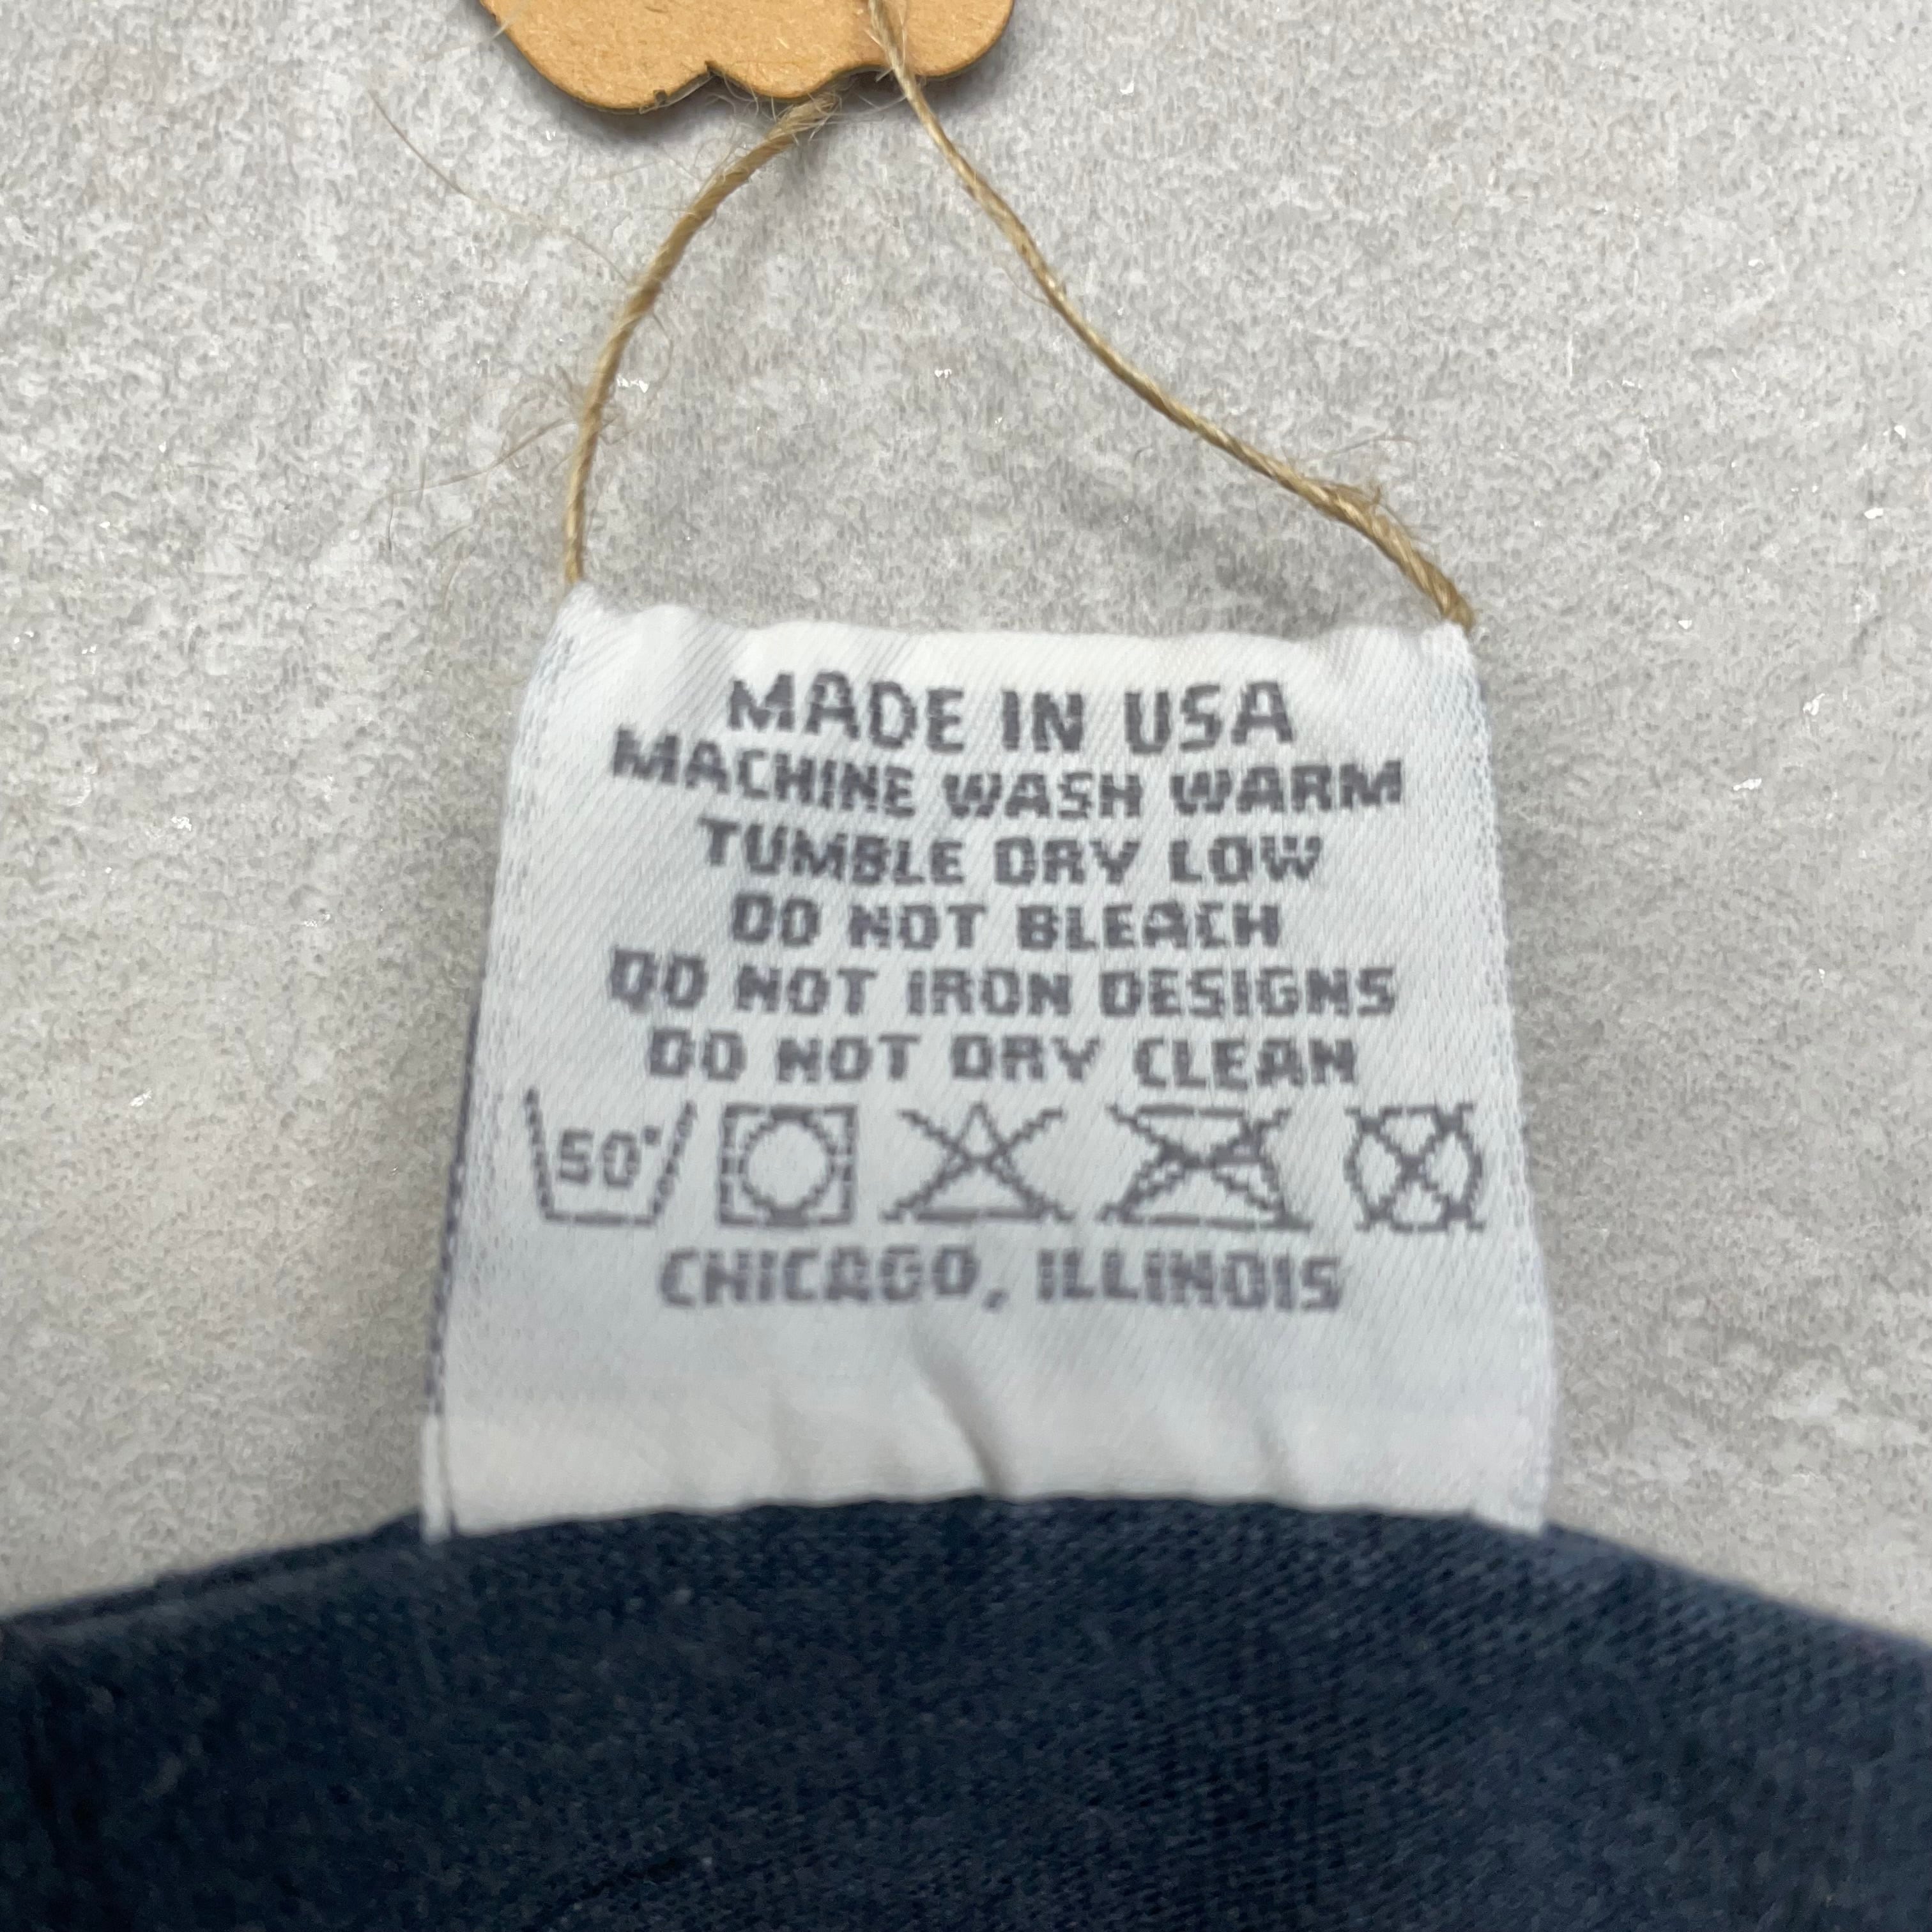 MADE IN USA
MACHINE WASH WARM
TUMBLE DRY LOW
DO NOT BLEACH
DO NOT IRON DESIGNS
DO NOT DRY CLEAN
50°
CHICAGO, ILLINOIS